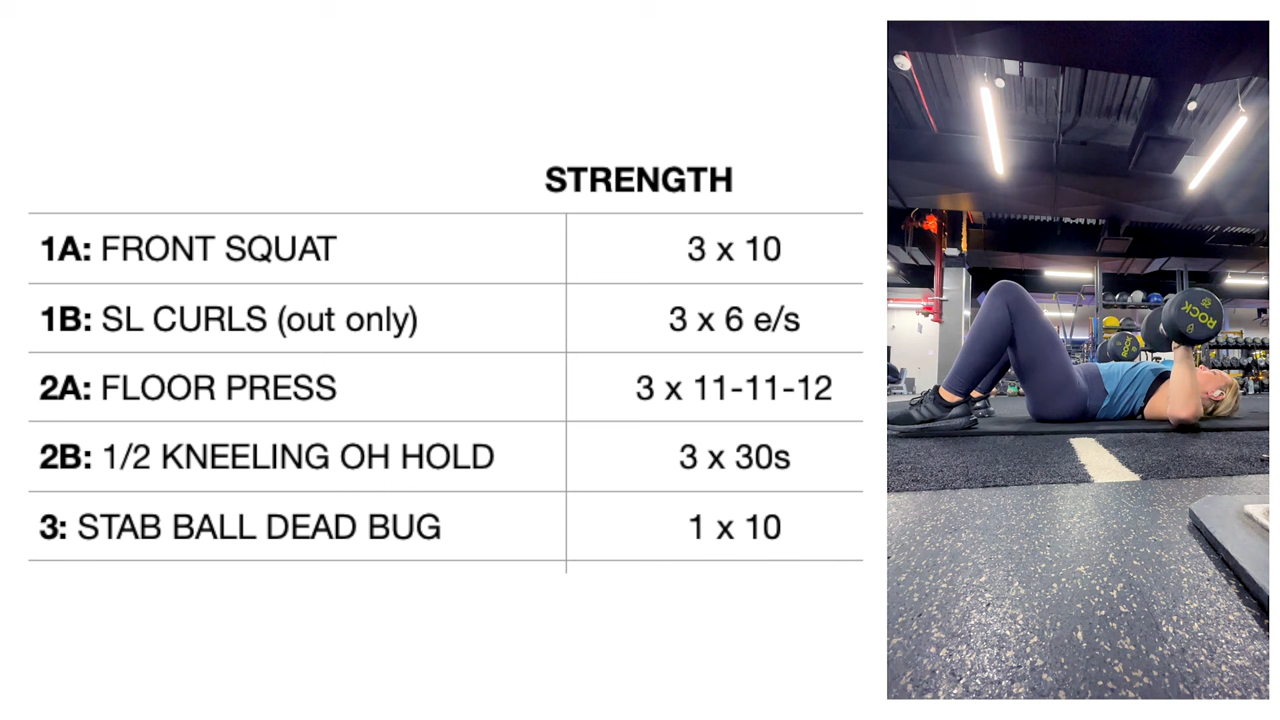 STRENGTH
1A: FRONT SQUAT 3 x 10
1B: SL CURLS (out only) 3 x 6 e/s
2A: FLOOR PRESS 3 x 11-11-12
2B: 1/2 KNEELING OH HOLD 3 x 30s
3: STAB BALL DEAD BUG 1 x 10
ROCK
ROCK